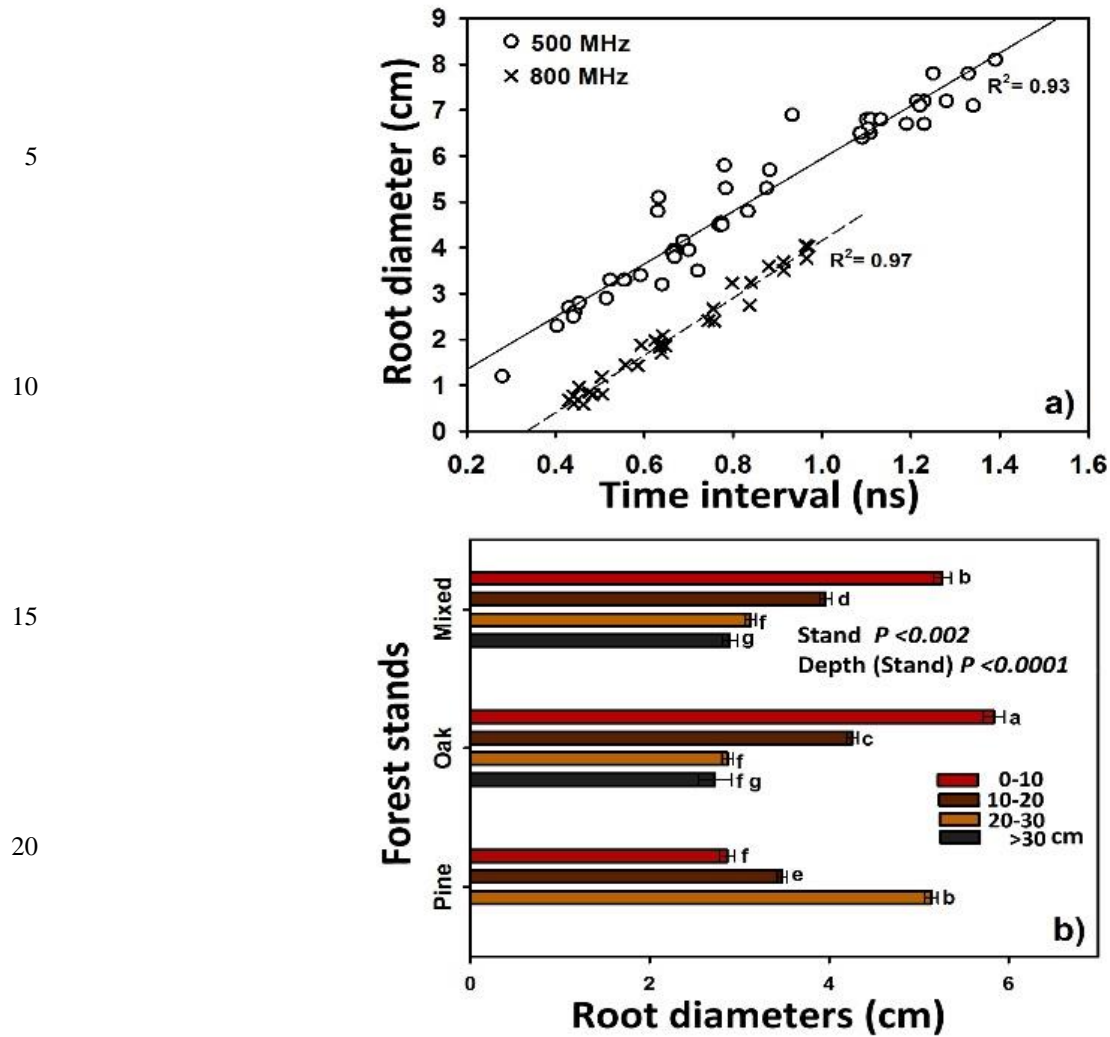 9
8
7
6
5
4
3
2
1
0
Root diameter (cm)
500 MHz
800 MHz
R²= 0.93
R²= 0.97
a)
0.2 0.4 0.6 0.8 1.0 1.2 1.4 1.6
Time interval (ns)
5
10
15
20
Forest stands
Mixed
Oak
Pine
b
d
f
g
Stand P <0.002
Depth (Stand) P <0.0001
a
c
f
f g
f
e
b
0-10
10-20
20-30
>30 cm
b)
0 2 4 6
Root diameters (cm)